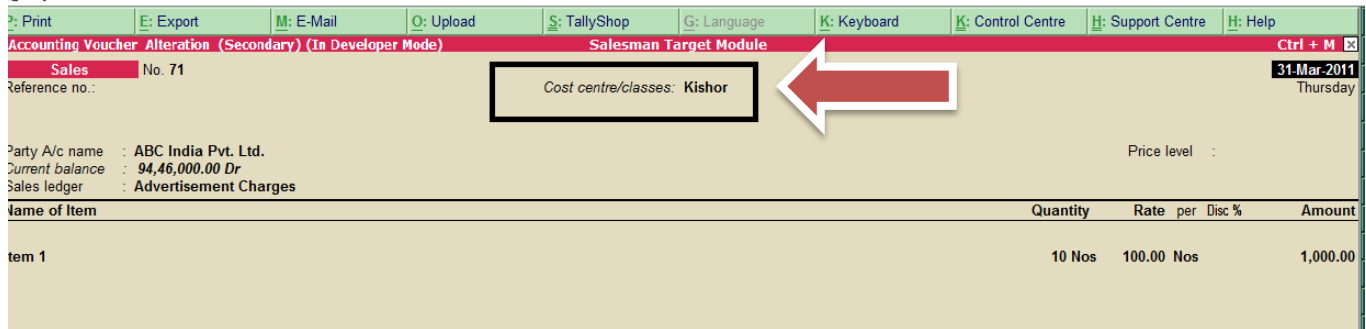 P: Print E: Export M: E-Mail O: Upload S: TallyShop G: Language K: Keyboard K: Control Centre H: Support Centre H: Help
Accounting Voucher Alteration (Secondary) (In Developer Mode) Salesman Target Module Ctrl + M
Sales No. 71 31-Mar-2011
Reference no.: Cost centre/classes: Kishor Thursday
Party A/c name : ABC India Pvt. Ltd. Price level :
Current balance : 94,46,000.00 Dr
Sales ledger : Advertisement Charges
Name of Item Quantity Rate per Disc % Amount
tem 1 10 Nos 100.00 Nos 1,000.00